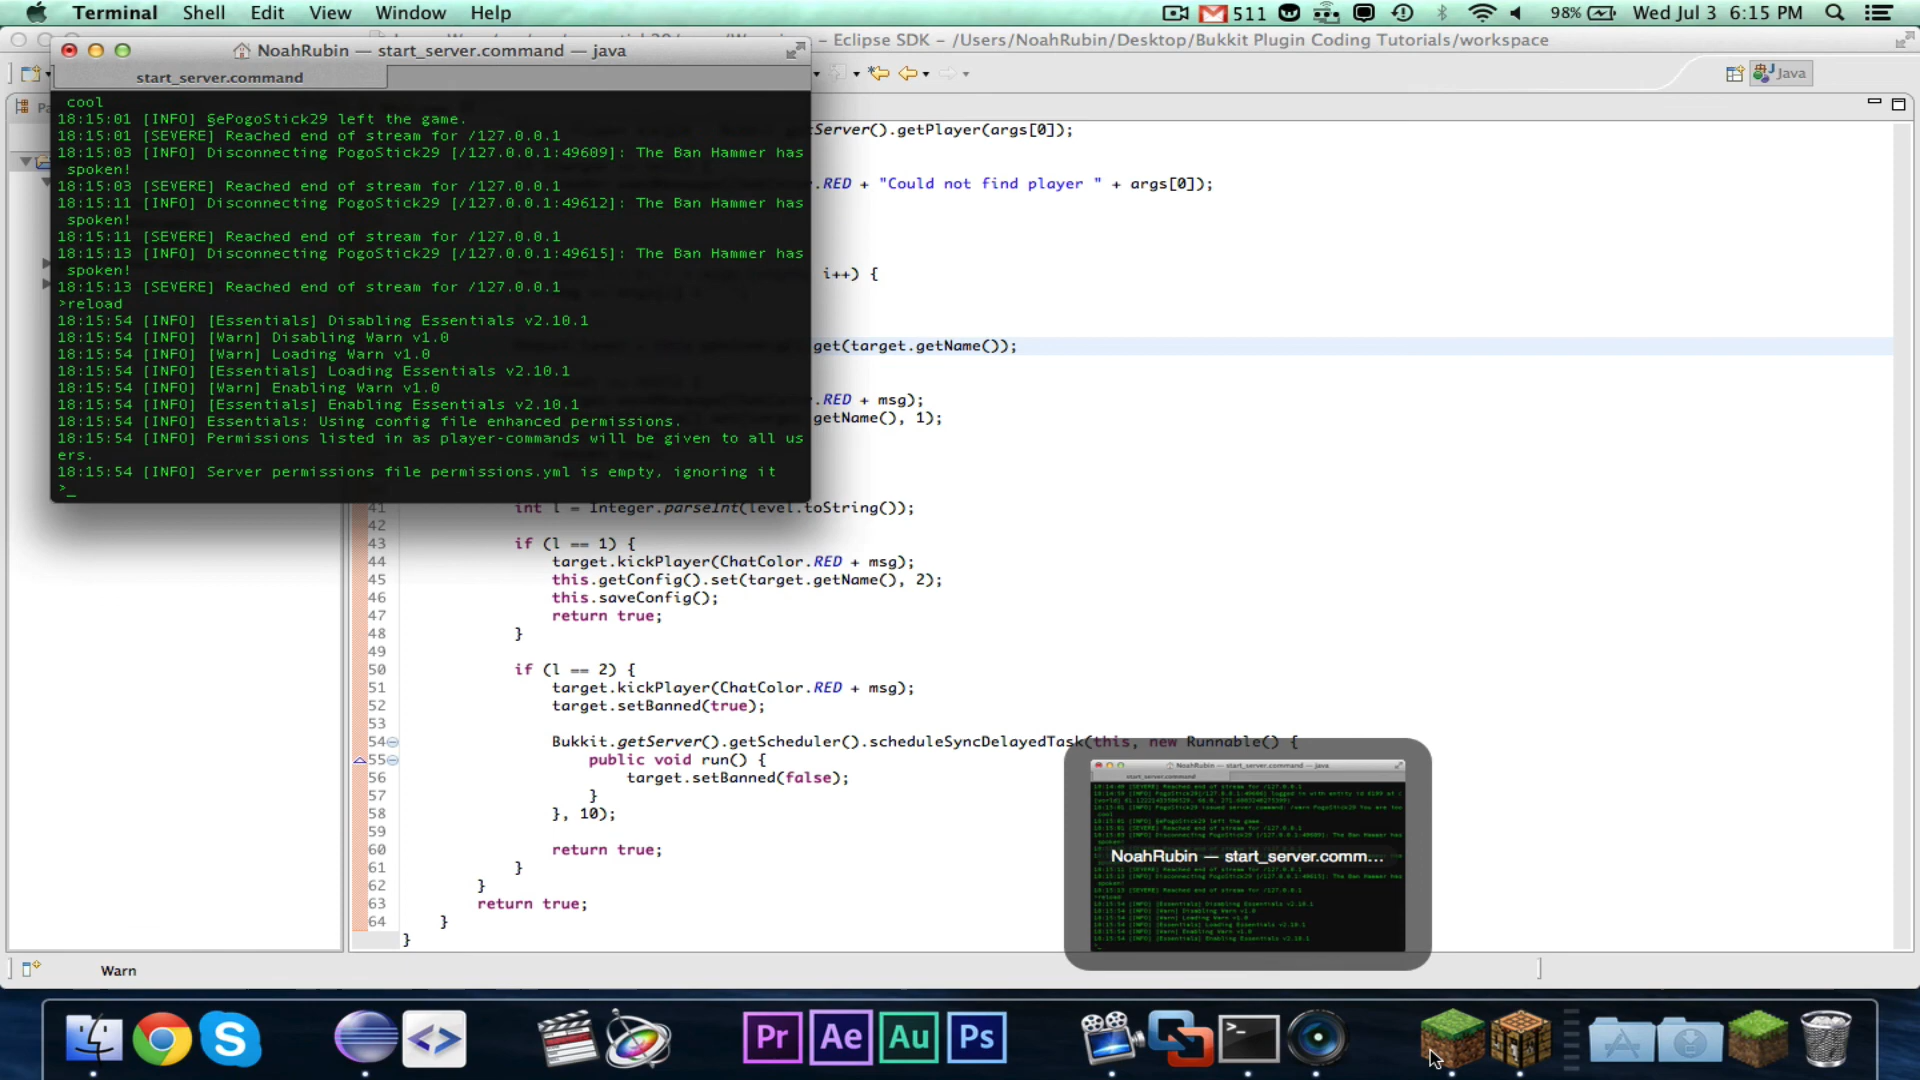 Terminal Shell Edit View Window Help
511 98% Wed Jul 3 6:15 PM
NoahRubin — start_server.command — java
– Eclipse SDK – /Users/NoahRubin/Desktop/Bukkit Plugin Coding Tutorials/workspace
start_server.command
Java
cool
18:15:01 [INFO] §ePogoStick29 left the game.
18:15:01 [SEVERE] Reached end of stream for /127.0.0.1
18:15:03 [INFO] Disconnecting PogoStick29 [/127.0.0.1:49609]: The Ban Hammer has
spoken!
18:15:03 [SEVERE] Reached end of stream for /127.0.0.1
18:15:11 [INFO] Disconnecting PogoStick29 [/127.0.0.1:49612]: The Ban Hammer has
spoken!
18:15:11 [SEVERE] Reached end of stream for /127.0.0.1
18:15:13 [INFO] Disconnecting PogoStick29 [/127.0.0.1:49615]: The Ban Hammer has
spoken!
18:15:13 [SEVERE] Reached end of stream for /127.0.0.1
>reload
18:15:54 [INFO] [Essentials] Disabling Essentials v2.10.1
18:15:54 [INFO] [Warn] Disabling Warn v1.0
18:15:54 [INFO] [Warn] Loading Warn v1.0
18:15:54 [INFO] [Essentials] Loading Essentials v2.10.1
18:15:54 [INFO] [Warn] Enabling Warn v1.0
18:15:54 [INFO] [Essentials] Enabling Essentials v2.10.1
18:15:54 [INFO] Essentials: Using config file enhanced permissions.
18:15:54 [INFO] Permissions listed in as player-commands will be given to all us
ers.
18:15:54 [INFO] Server permissions file permissions.yml is empty, ignoring it
>_
getServer().getPlayer(args[0]);
.RED + "Could not find player " + args[0]);
i++) {
get(target.getName());
.RED + msg);
getName(), 1);
41 int l = Integer.parseInt(level.toString());
42
43 if (l == 1) {
44 target.kickPlayer(ChatColor.RED + msg);
45 this.getConfig().set(target.getName(), 2);
46 this.saveConfig();
47 return true;
48 }
49
50 if (l == 2) {
51 target.kickPlayer(ChatColor.RED + msg);
52 target.setBanned(true);
53
54 Bukkit.getServer().getScheduler().scheduleSyncDelayedTask(this, new Runnable() {
55 public void run() {
56 target.setBanned(false);
57 }
58 }, 10);
59
60 return true;
61 }
62 }
63 return true;
64 }
}
NoahRubin — start_server.comm...
Warn
Pr Ae Au Ps